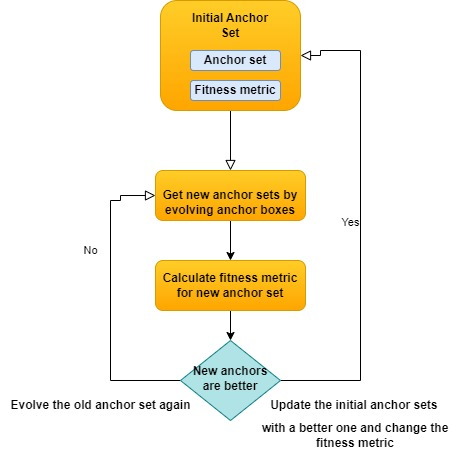 Initial Anchor
Set
Anchor set
Fitness metric
Get new anchor sets by
evolving anchor boxes
Yes
No
Calculate fitness metric
for new anchor set
New anchors
are better
Evolve the old anchor set again
Update the initial anchor sets
with a better one and change the
fitness metric